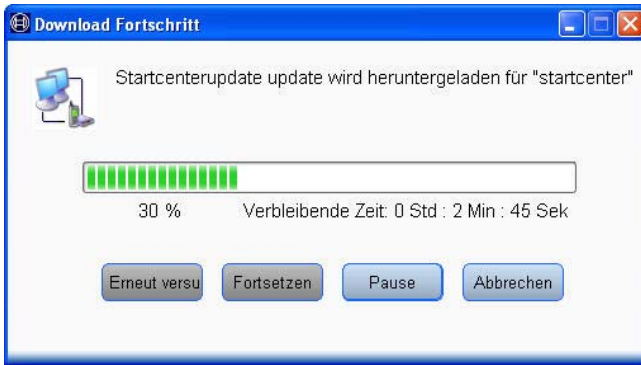 Download Fortschritt
Startcenterupdate update wird heruntergeladen für "startcenter"
30 % Verbleibende Zeit: 0 Std : 2 Min : 45 Sek
Erneut versu Fortsetzen Pause Abbrechen